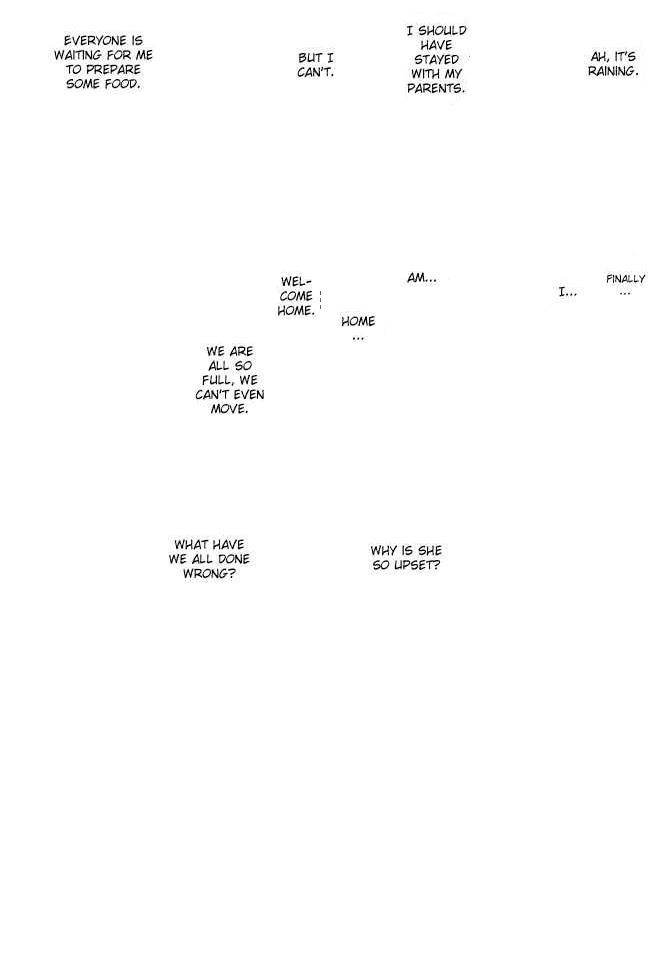 AH, IT'S
RAINING.
I SHOULD
HAVE
STAYED
WITH MY
PARENTS.
BUT I
CAN'T.
EVERYONE IS
WAITING FOR ME
TO PREPARE
SOME FOOD.
FINALLY
...
I...
AM...
HOME
...
WEL-
COME
HOME.
WE ARE
ALL SO
FULL, WE
CAN'T EVEN
MOVE.
WHY IS SHE
SO UPSET?
WHAT HAVE
WE ALL DONE
WRONG?